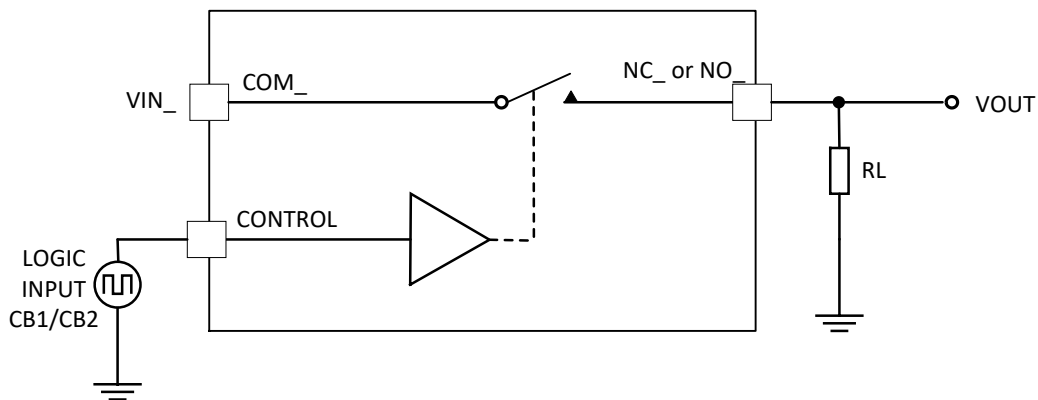 COM_
NC_ or NO_
VIN_
VOUT
RL
CONTROL
LOGIC
INPUT
CB1/CB2